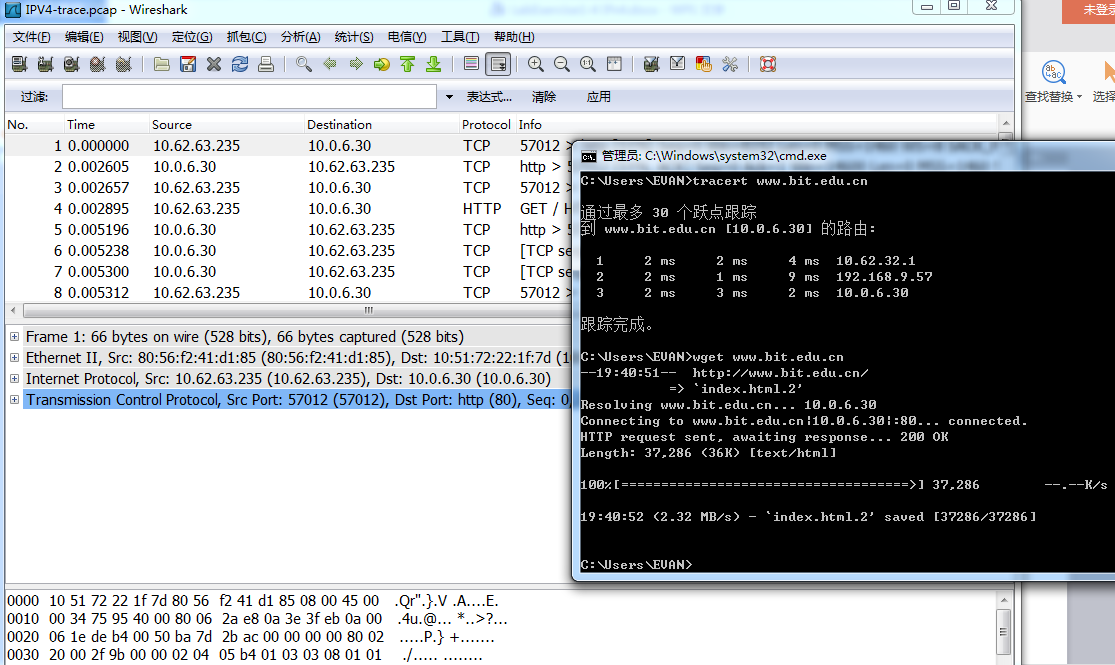 IPV4-trace.pcap - Wireshark
未登录
文件(F) 编辑(E) 视图(V) 定位(G) 抓包(C) 分析(A) 统计(S) 电信(Y) 工具(T) 帮助(H)
查找替换 选择
过滤: 表达式... 清除 应用
No. Time Source Destination Protocol Info
1 0.000000 10.62.63.235 10.0.6.30 TCP 57012 >
2 0.002605 10.0.6.30 10.62.63.235 TCP http >
3 0.002657 10.62.63.235 10.0.6.30 TCP 57012 >
4 0.002895 10.62.63.235 10.0.6.30 HTTP GET /
5 0.005196 10.0.6.30 10.62.63.235 TCP http >
6 0.005238 10.0.6.30 10.62.63.235 TCP [TCP se
7 0.005300 10.0.6.30 10.62.63.235 TCP [TCP se
8 0.005312 10.62.63.235 10.0.6.30 TCP 57012 >
Frame 1: 66 bytes on wire (528 bits), 66 bytes captured (528 bits)
Ethernet II, Src: 80:56:f2:41:d1:85 (80:56:f2:41:d1:85), Dst: 10:51:72:22:1f:7d (1
Internet Protocol, Src: 10.62.63.235 (10.62.63.235), Dst: 10.0.6.30 (10.0.6.30)
Transmission Control Protocol, Src Port: 57012 (57012), Dst Port: http (80), Seq: 0,
0000 10 51 72 22 1f 7d 80 56 f2 41 d1 85 08 00 45 00 .Qr".}.V .A....E.
0010 00 34 75 95 40 00 80 06 2a e8 0a 3e 3f eb 0a 00 .4u.@... *..>?...
0020 06 1e de b4 00 50 ba 7d 2b ac 00 00 00 00 80 02 .....P.} +.......
0030 20 00 2f 9b 00 00 02 04 05 b4 01 03 03 08 01 01 ./..... ........
管理员: C:\Windows\system32\cmd.exe
C:\Users\EVAN>tracert www.bit.edu.cn
通过最多 30 个跃点跟踪
到 www.bit.edu.cn [10.0.6.30] 的路由:
1 2 ms 2 ms 4 ms 10.62.32.1
2 2 ms 1 ms 9 ms 192.168.9.57
3 2 ms 3 ms 2 ms 10.0.6.30
跟踪完成。
C:\Users\EVAN>wget www.bit.edu.cn
--19:40:51-- http://www.bit.edu.cn/
=> `index.html.2'
Resolving www.bit.edu.cn... 10.0.6.30
Connecting to www.bit.edu.cn|10.0.6.30|:80... connected.
HTTP request sent, awaiting response... 200 OK
Length: 37,286 (36K) [text/html]
100%[====================================>] 37,286 --.--K/s
19:40:52 (2.32 MB/s) - `index.html.2' saved [37286/37286]
C:\Users\EVAN>